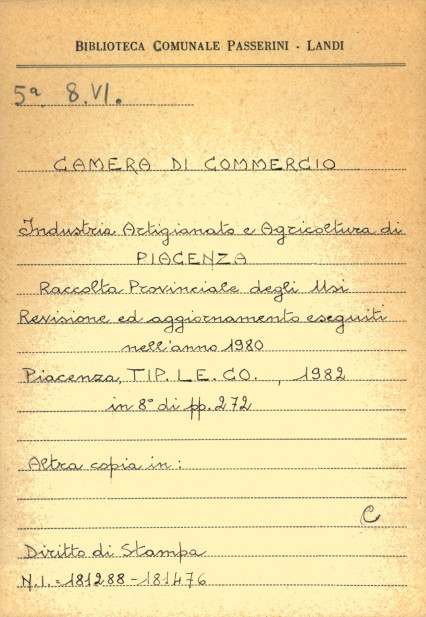 BIBLIOTECA COMUNALE PASSERINI - LANDI
5ª 8.VI.
CAMERA DI COMMERCIO
Industria Artigianato e Agricoltura di
PIACENZA
Raccolta Provinciale degli Usi
Revisione ed aggiornamento eseguiti
nell'anno 1980
Piacenza, TIP.LE.CO. , 1982
in 8° di pp. 272
Altra copia in :
C
Diritto di Stampa
N.I. = 181288 - 181476